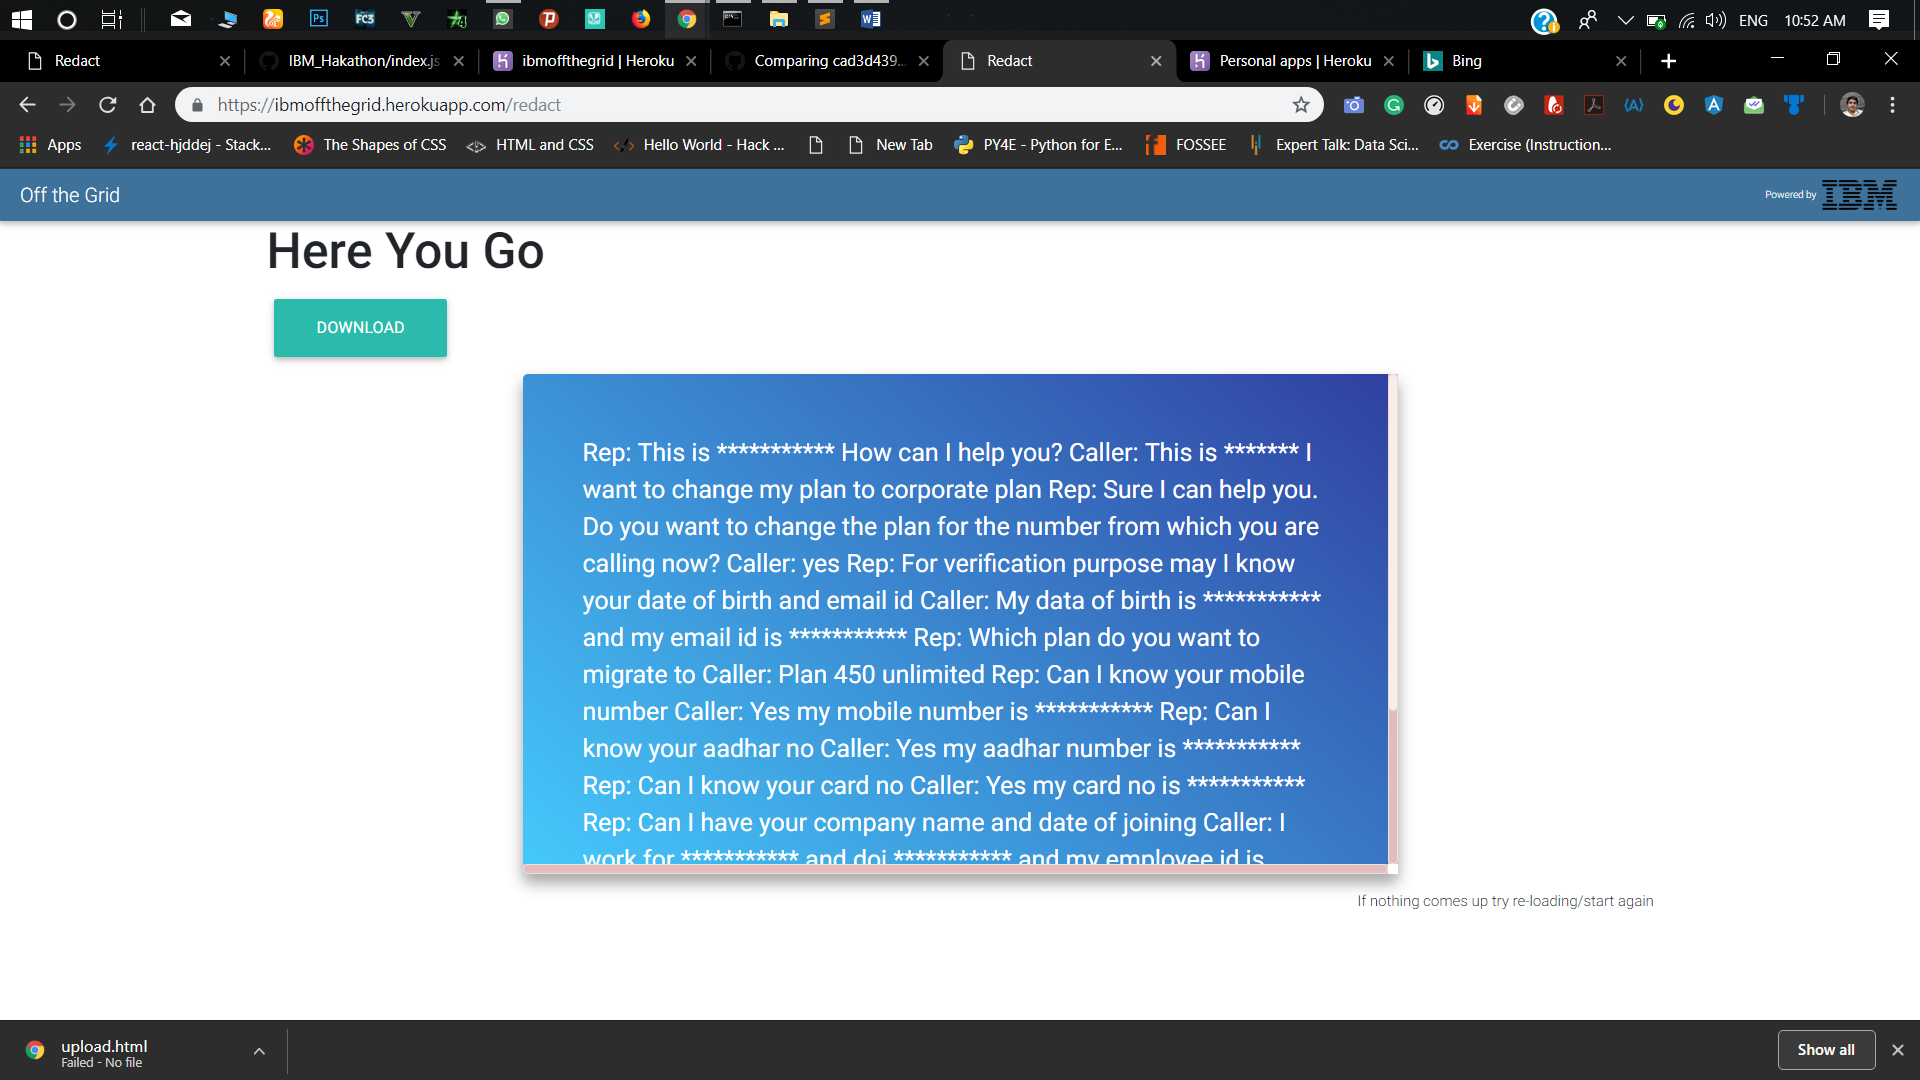 Ps
FC3
ENG
10:52 AM
Redact
IBM_Hakathon/index.js
ibmoffthegrid | Heroku
Comparing cad3d439...
Redact
Personal apps | Heroku
Bing
https://ibmoffthegrid.herokuapp.com/redact
Apps
react-hjddej - Stack...
The Shapes of CSS
HTML and CSS
Hello World - Hack ...
New Tab
PY4E - Python for E...
FOSSEE
Expert Talk: Data Sci...
Exercise (Instruction...
Off the Grid
Powered by IBM
Here You Go
DOWNLOAD
Rep: This is *********** How can I help you? Caller: This is ******* I
want to change my plan to corporate plan Rep: Sure I can help you.
Do you want to change the plan for the number from which you are
calling now? Caller: yes Rep: For verification purpose may I know
your date of birth and email id Caller: My data of birth is ***********
and my email id is *********** Rep: Which plan do you want to
migrate to Caller: Plan 450 unlimited Rep: Can I know your mobile
number Caller: Yes my mobile number is *********** Rep: Can I
know your aadhar no Caller: Yes my aadhar number is ***********
Rep: Can I know your card no Caller: Yes my card no is ***********
Rep: Can I have your company name and date of joining Caller: I
work for *********** and doj *********** and my employee id is
If nothing comes up try re-loading/start again
upload.html
Failed - No file
Show all